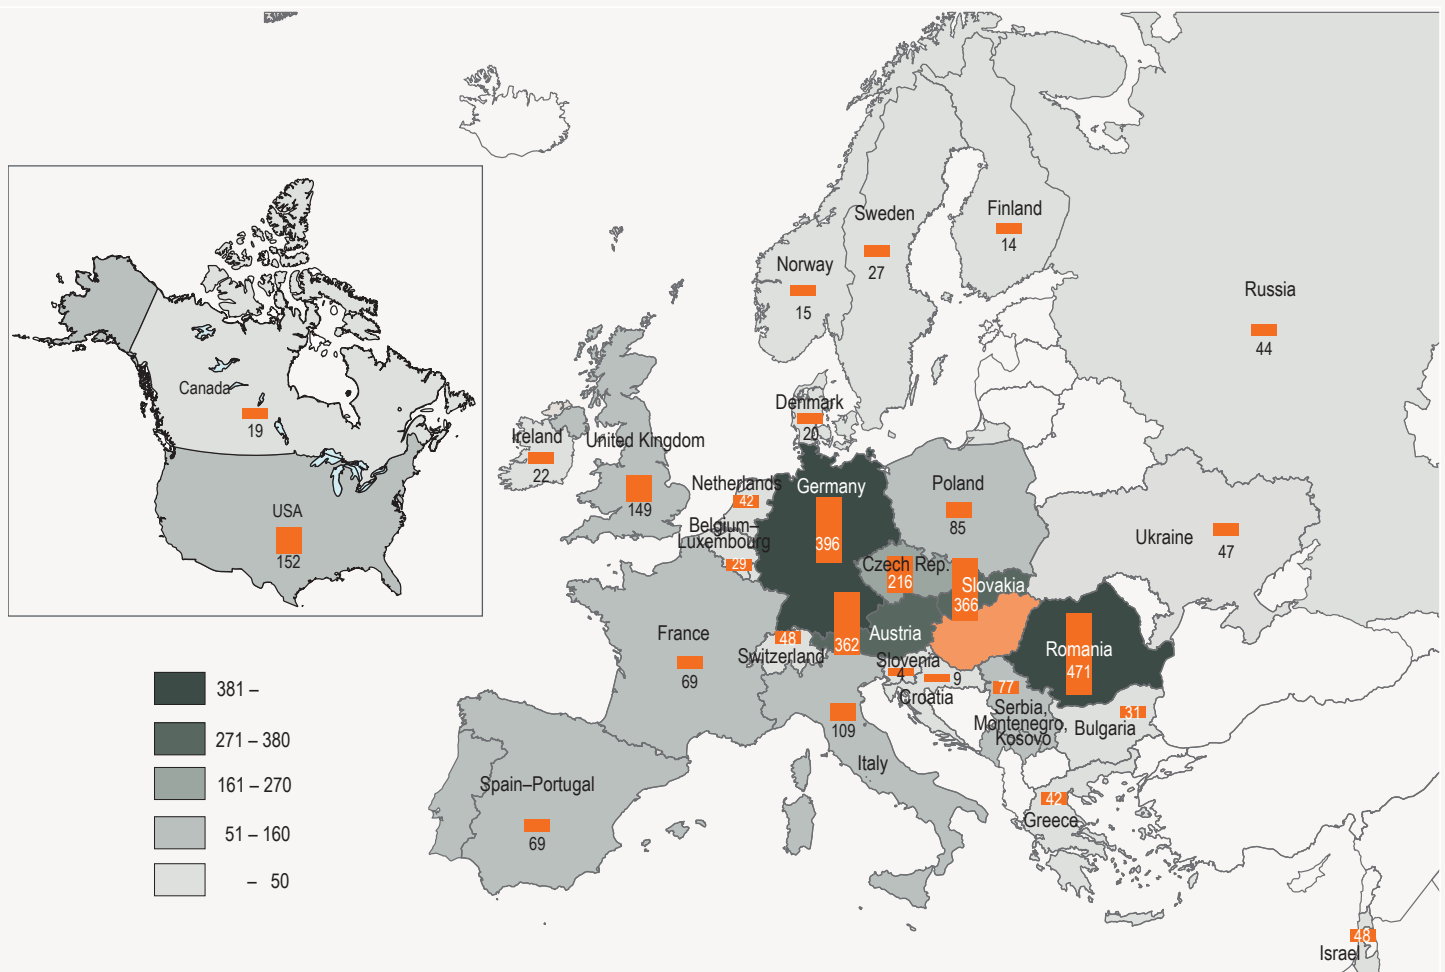 Sweden
27
Finland
14
Norway
15
Russia
44
Canada
19
USA
152
Denmark
20
Ireland
22
United Kingdom
149
Netherlands
42
Belgium–
Luxembourg
29
Germany
396
Poland
85
Ukraine
47
Czech Rep.
216
Slovakia
366
Austria
362
France
69
48
Switzerland
Slovenia
4
9
Croatia
Romania
471
77
Serbia,
Montenegro,
Kosovo
31
Bulgaria
109
Italy
Spain–Portugal
69
42
Greece
48
Israel
381 –
271 – 380
161 – 270
51 – 160
– 50